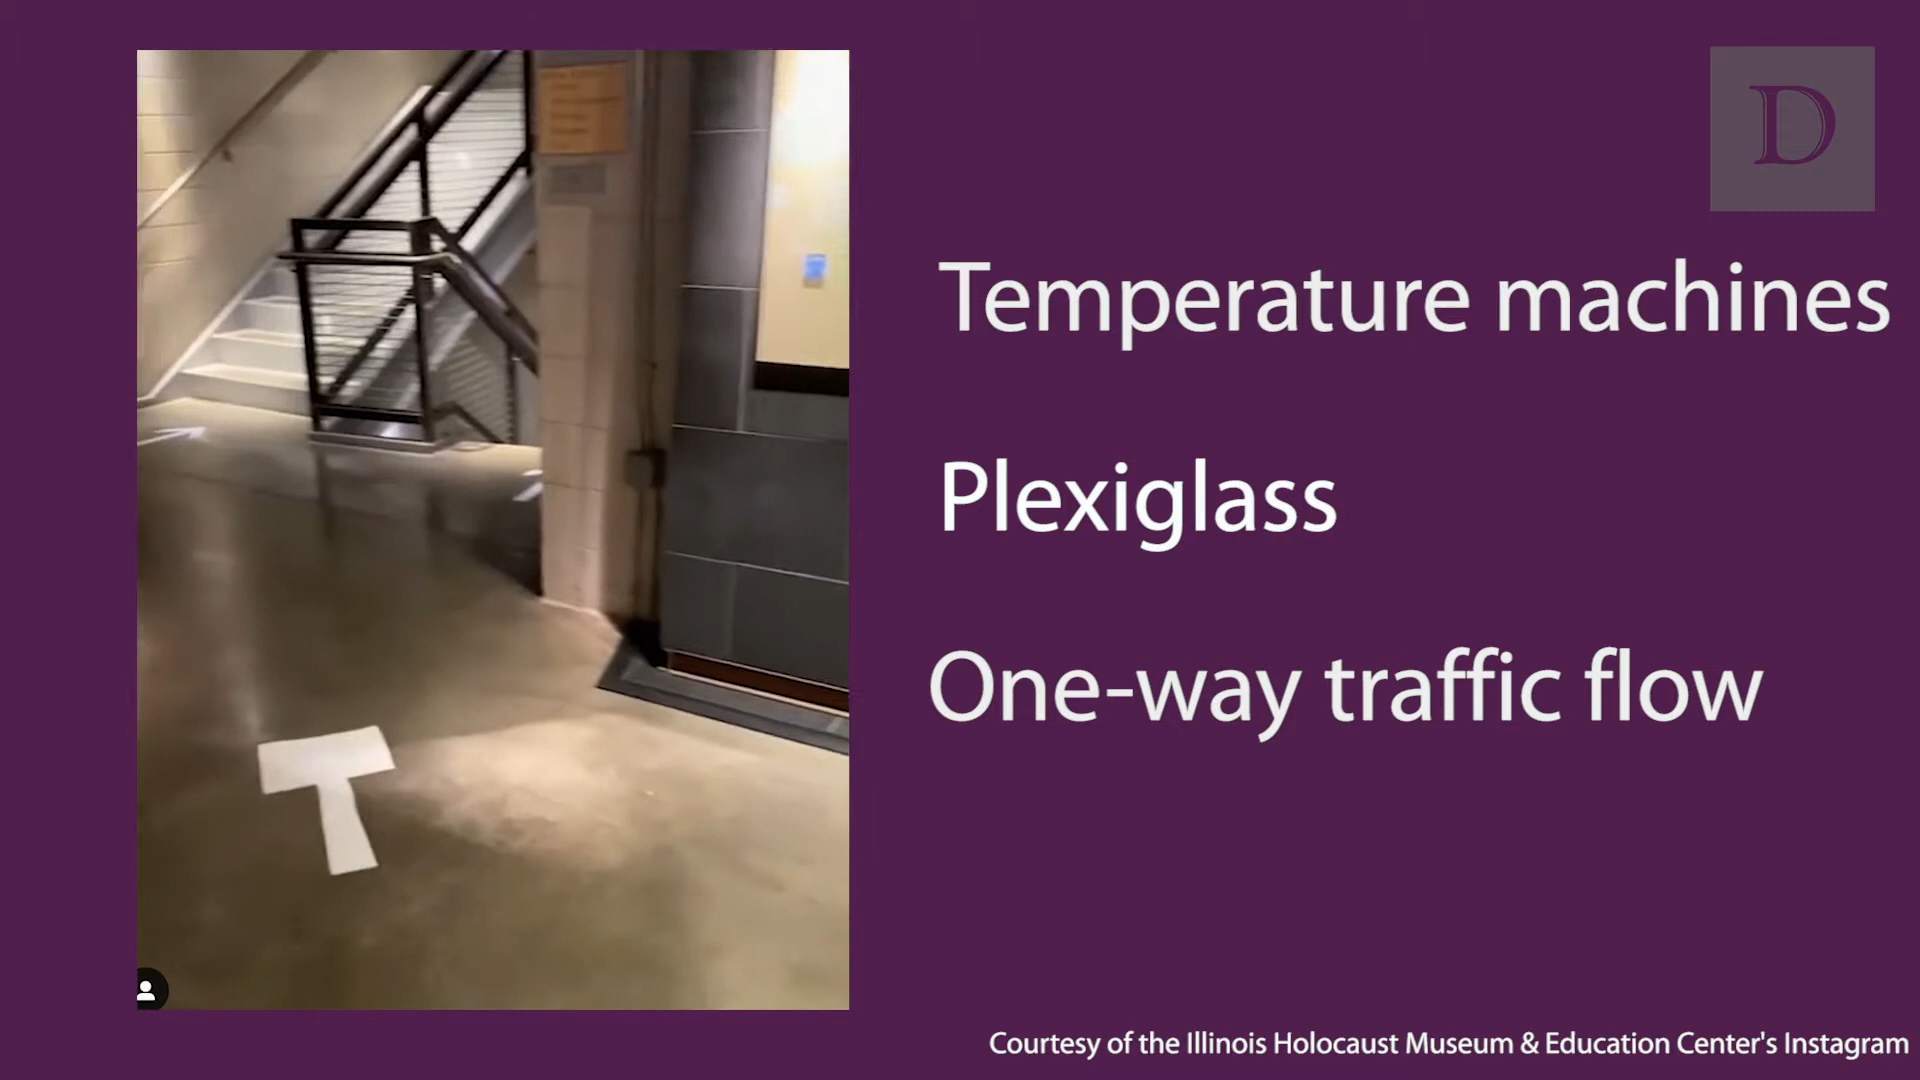 D
Temperature machines
Plexiglass
One-way traffic flow
Courtesy of the Illinois Holocaust Museum & Education Center's Instagram